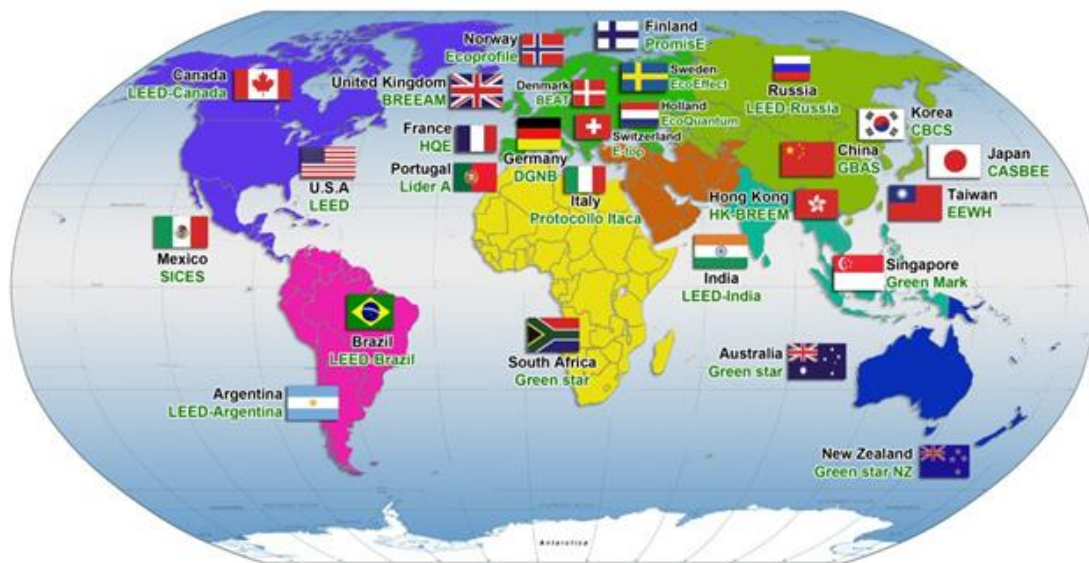 Finland
PromisE
Norway
Ecoprofile
Canada
LEED-Canada
United Kingdom
BREEAM
Denmark
BEAT
Sweden
EcoEffect
Holland
EcoQuantum
Russia
LEED Russia
Korea
CBCS
France
HQE
Germany
DGNB
Switzerland
E-top
China
GBAS
Japan
CASBEE
U.S.A
LEED
Portugal
Lider A
Italy
Protocollo Itaca
Hong Kong
HK-BREEM
Taiwan
EEWH
Mexico
SICES
India
LEED-India
Singapore
Green Mark
Brazil
LEED-Brazil
South Africa
Green star
Australia
Green star
Argentina
LEED-Argentina
New Zealand
Green star NZ
Antarctica